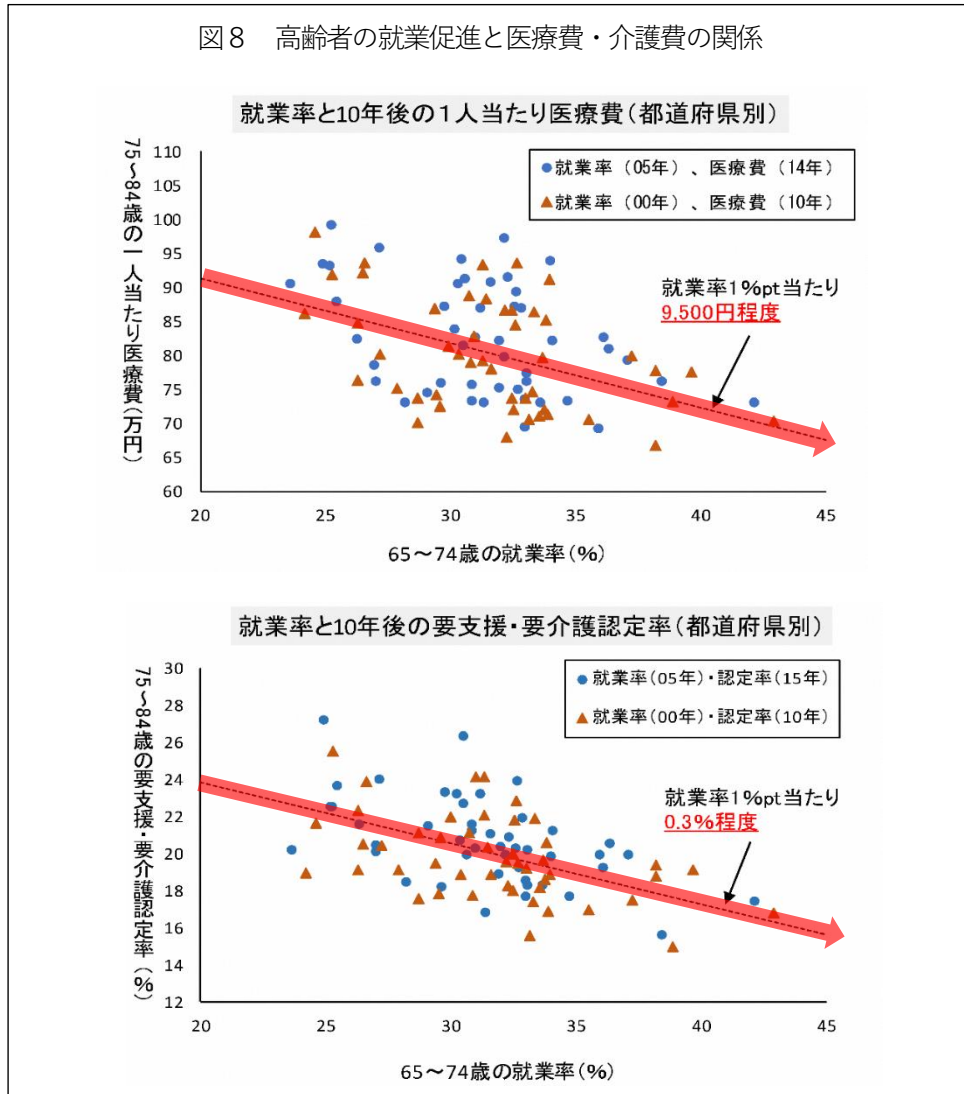 図８　高齢者の就業促進と医療費・介護費の関係
就業率と10年後の１人当たり医療費(都道府県別)
75～84歳の一人当たり医療費(万円)
110
105
100
95
90
85
80
75
70
65
60
●就業率（05年）、医療費（14年）
▲就業率（00年）、医療費（10年）
就業率1%pt当たり
9,500円程度
20 25 30 35 40 45
65～74歳の就業率(%)
就業率と10年後の要支援・要介護認定率(都道府県別)
75～84歳の要支援・要介護認定率(%)
30
28
26
24
22
20
18
16
14
12
●就業率(05年)・認定率(15年)
▲就業率(00年)・認定率(10年)
就業率1%pt当たり
0.3%程度
20 25 30 35 40 45
65～74歳の就業率(%)